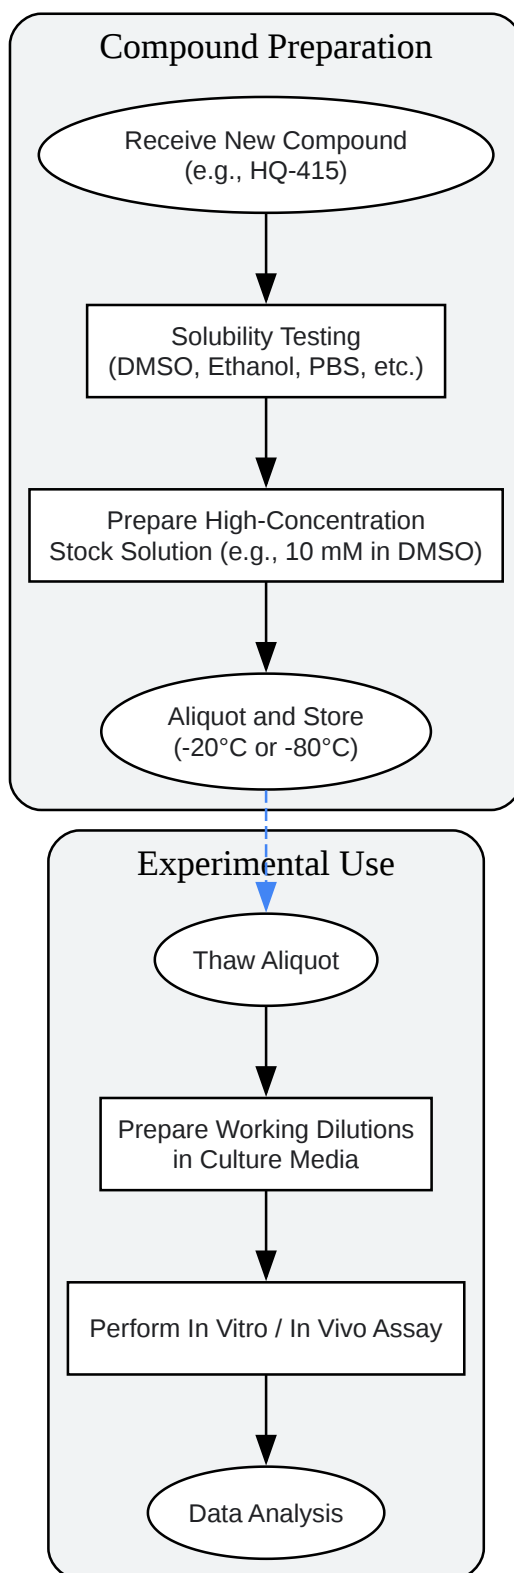 Compound Preparation
Receive New Compound
(e.g., HQ-415)
Solubility Testing
(DMSO, Ethanol, PBS, etc.)
Prepare High-Concentration
Stock Solution (e.g., 10 mM in DMSO)
Aliquot and Store
(-20°C or -80°C)
Experimental Use
Thaw Aliquot
Prepare Working Dilutions
in Culture Media
Perform In Vitro / In Vivo Assay
Data Analysis